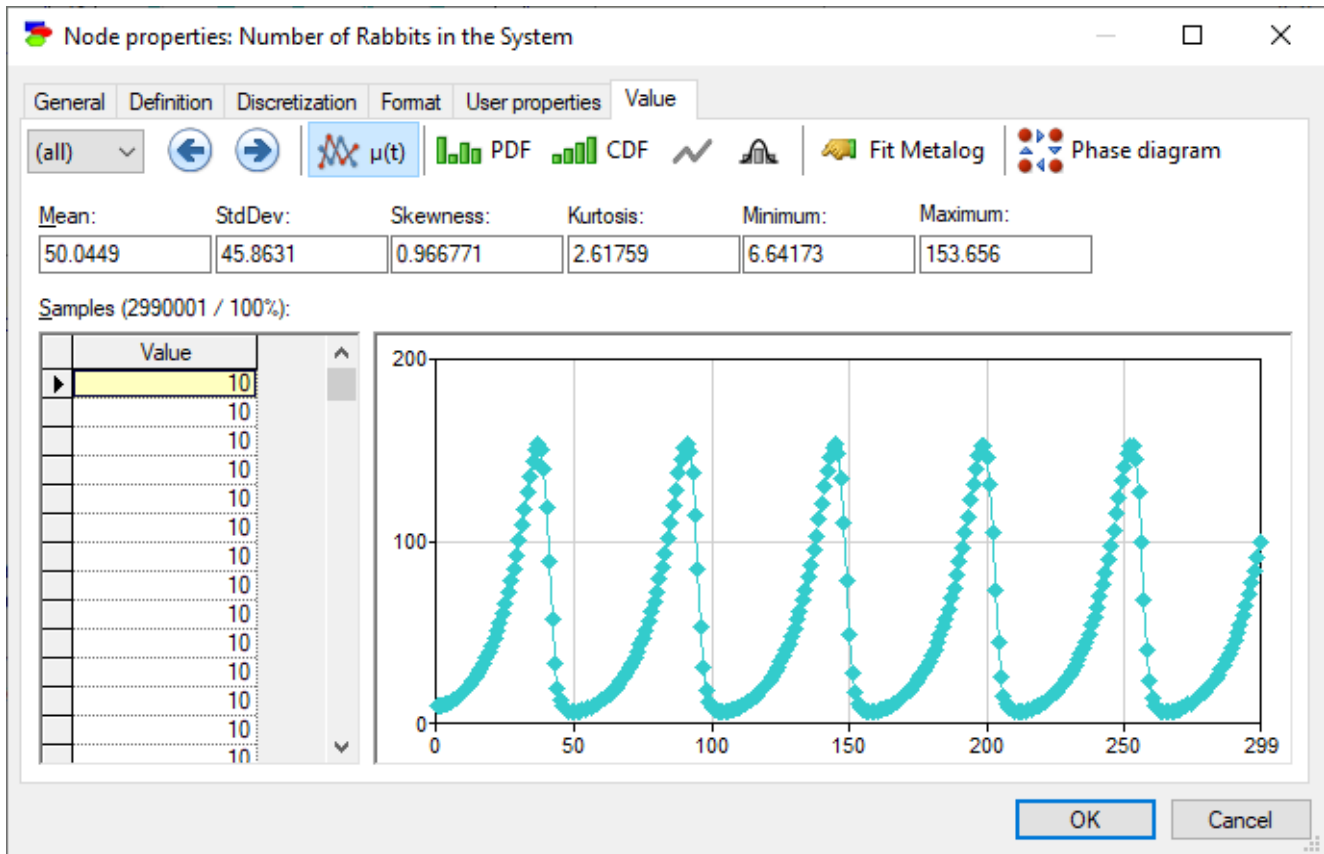 Node properties: Number of Rabbits in the System
General Definition Discretization Format User properties Value
(all) μ(t) PDF CDF Fit Metalog Phase diagram
Mean: StdDev: Skewness: Kurtosis: Minimum: Maximum:
50.0449 45.8631 0.966771 2.61759 6.64173 153.656
Samples (2990001 / 100%):
Value
10
10
10
10
10
10
10
10
10
10
10
10
10
10
200
100
0
0 50 100 150 200 250 299
OK Cancel